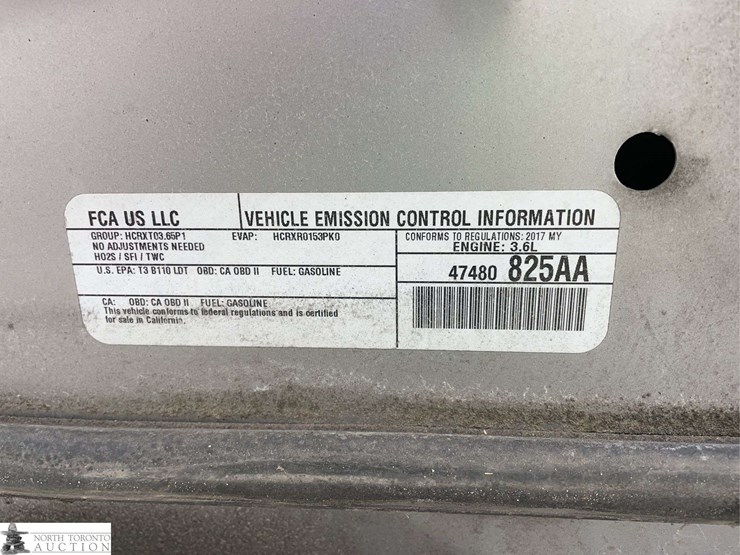 FCA US LLC
VEHICLE EMISSION CONTROL INFORMATION
GROUP: HCRXT03.65P1 EVAP: HCRXR0153PK0
NO ADJUSTMENTS NEEDED
HO2S / SFI / TWC
CONFORMS TO REGULATIONS: 2017 MY
ENGINE: 3.6L
U.S. EPA: T3 B110 LDT OBD: CA OBD II FUEL: GASOLINE
47480 825AA
CA: OBD: CA OBD II FUEL: GASOLINE
This vehicle conforms to federal regulations and is certified
for sale in California.
NORTH TORONTO
AUCTION